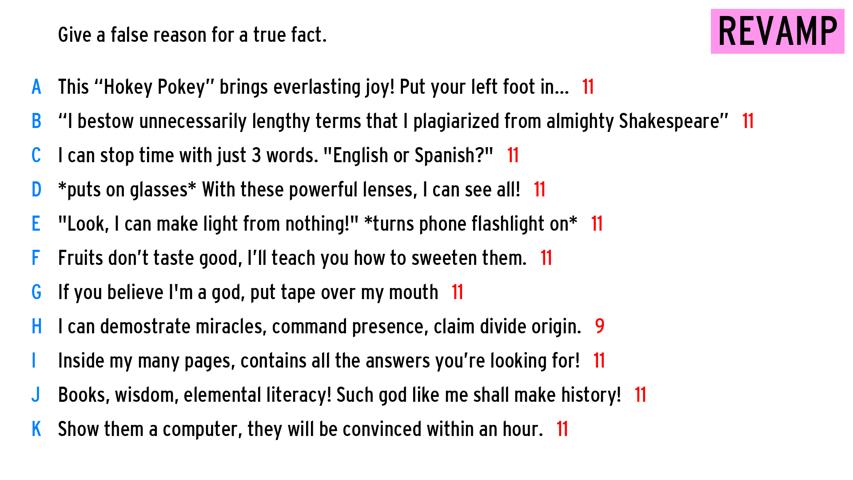 Give a false reason for a true fact.
REVAMP
A This “Hokey Pokey” brings everlasting joy! Put your left foot in... 11
B “I bestow unnecessarily lengthy terms that I plagiarized from almighty Shakespeare” 11
C I can stop time with just 3 words. "English or Spanish?" 11
D *puts on glasses* With these powerful lenses, I can see all! 11
E "Look, I can make light from nothing!" *turns phone flashlight on* 11
F Fruits don’t taste good, I’ll teach you how to sweeten them. 11
G If you believe I'm a god, put tape over my mouth 11
H I can demostrate miracles, command presence, claim divide origin. 9
I Inside my many pages, contains all the answers you’re looking for! 11
J Books, wisdom, elemental literacy! Such god like me shall make history! 11
K Show them a computer, they will be convinced within an hour. 11